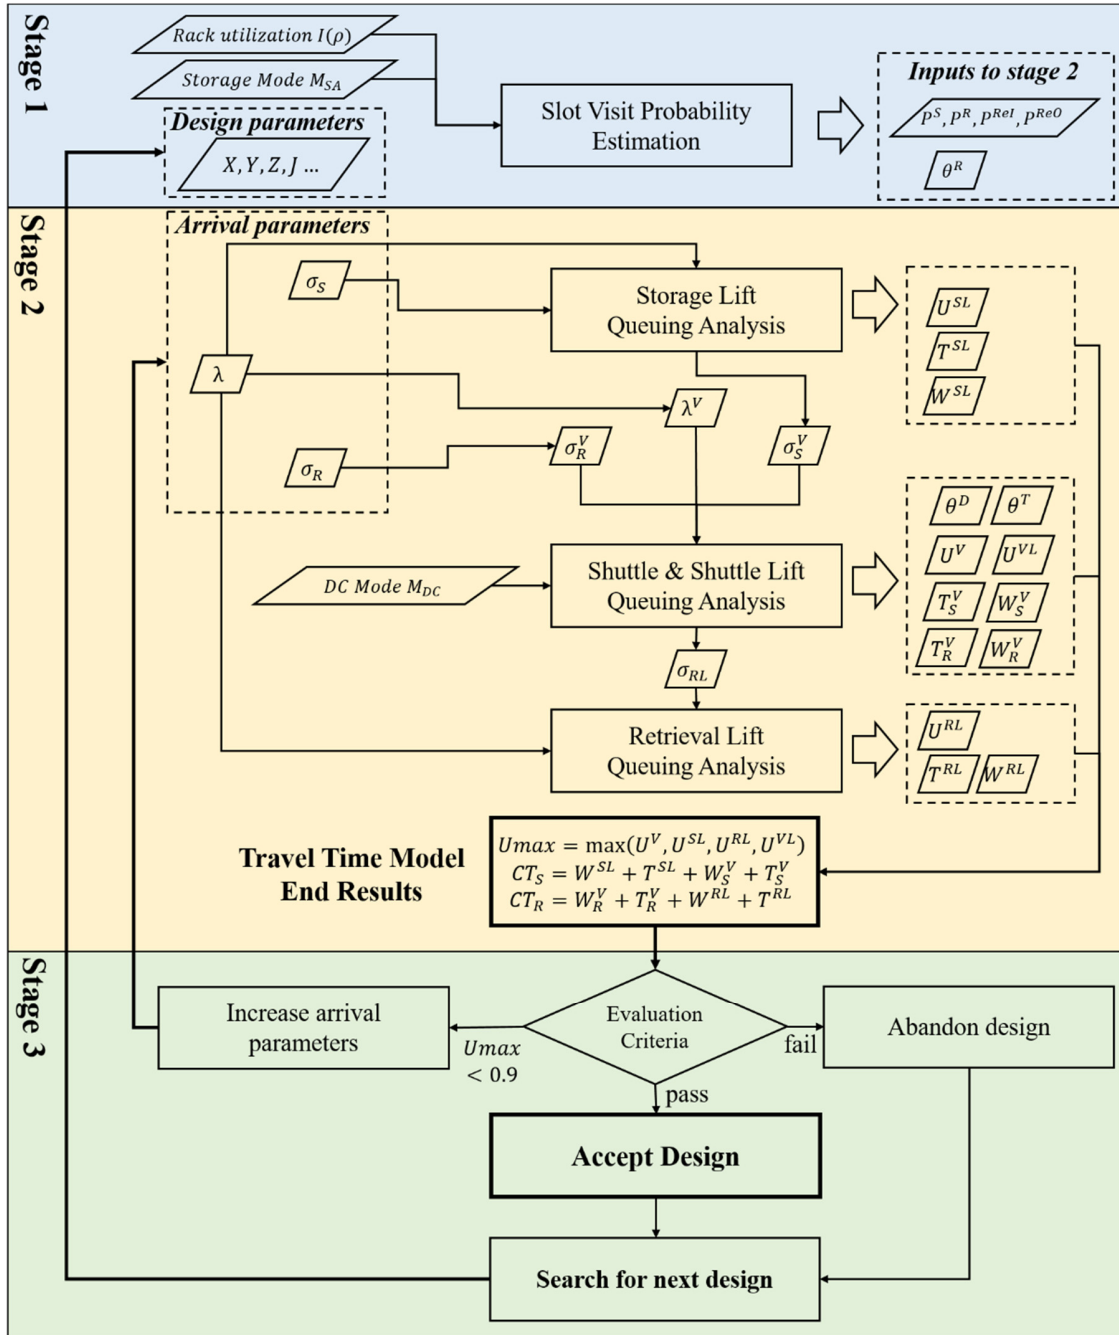 Stage 1
Rack utilization I(ρ)
Storage Mode M_SA
Design parameters
X, Y, Z, J ...
Slot Visit Probability
Estimation
Inputs to stage 2
P^S, P^R, P^ReI, P^ReO
θ^R
Stage 2
Arrival parameters
σ_S
λ
σ_R
Storage Lift
Queuing Analysis
U^SL
T^SL
W^SL
λ^V
σ_R^V
σ_S^V
DC Mode M_DC
Shuttle & Shuttle Lift
Queuing Analysis
θ^D θ^T
U^V U^VL
T_S^V W_S^V
T_R^V W_R^V
σ_RL
Retrieval Lift
Queuing Analysis
U^RL
T^RL W^RL
Travel Time Model
End Results
Umax = max(U^V, U^SL, U^RL, U^VL)
CT_S = W^SL + T^SL + W_S^V + T_S^V
CT_R = W_R^V + T_R^V + W^RL + T^RL
Stage 3
Increase arrival
parameters
Umax
< 0.9
Evaluation
Criteria
fail
Abandon design
pass
Accept Design
Search for next design